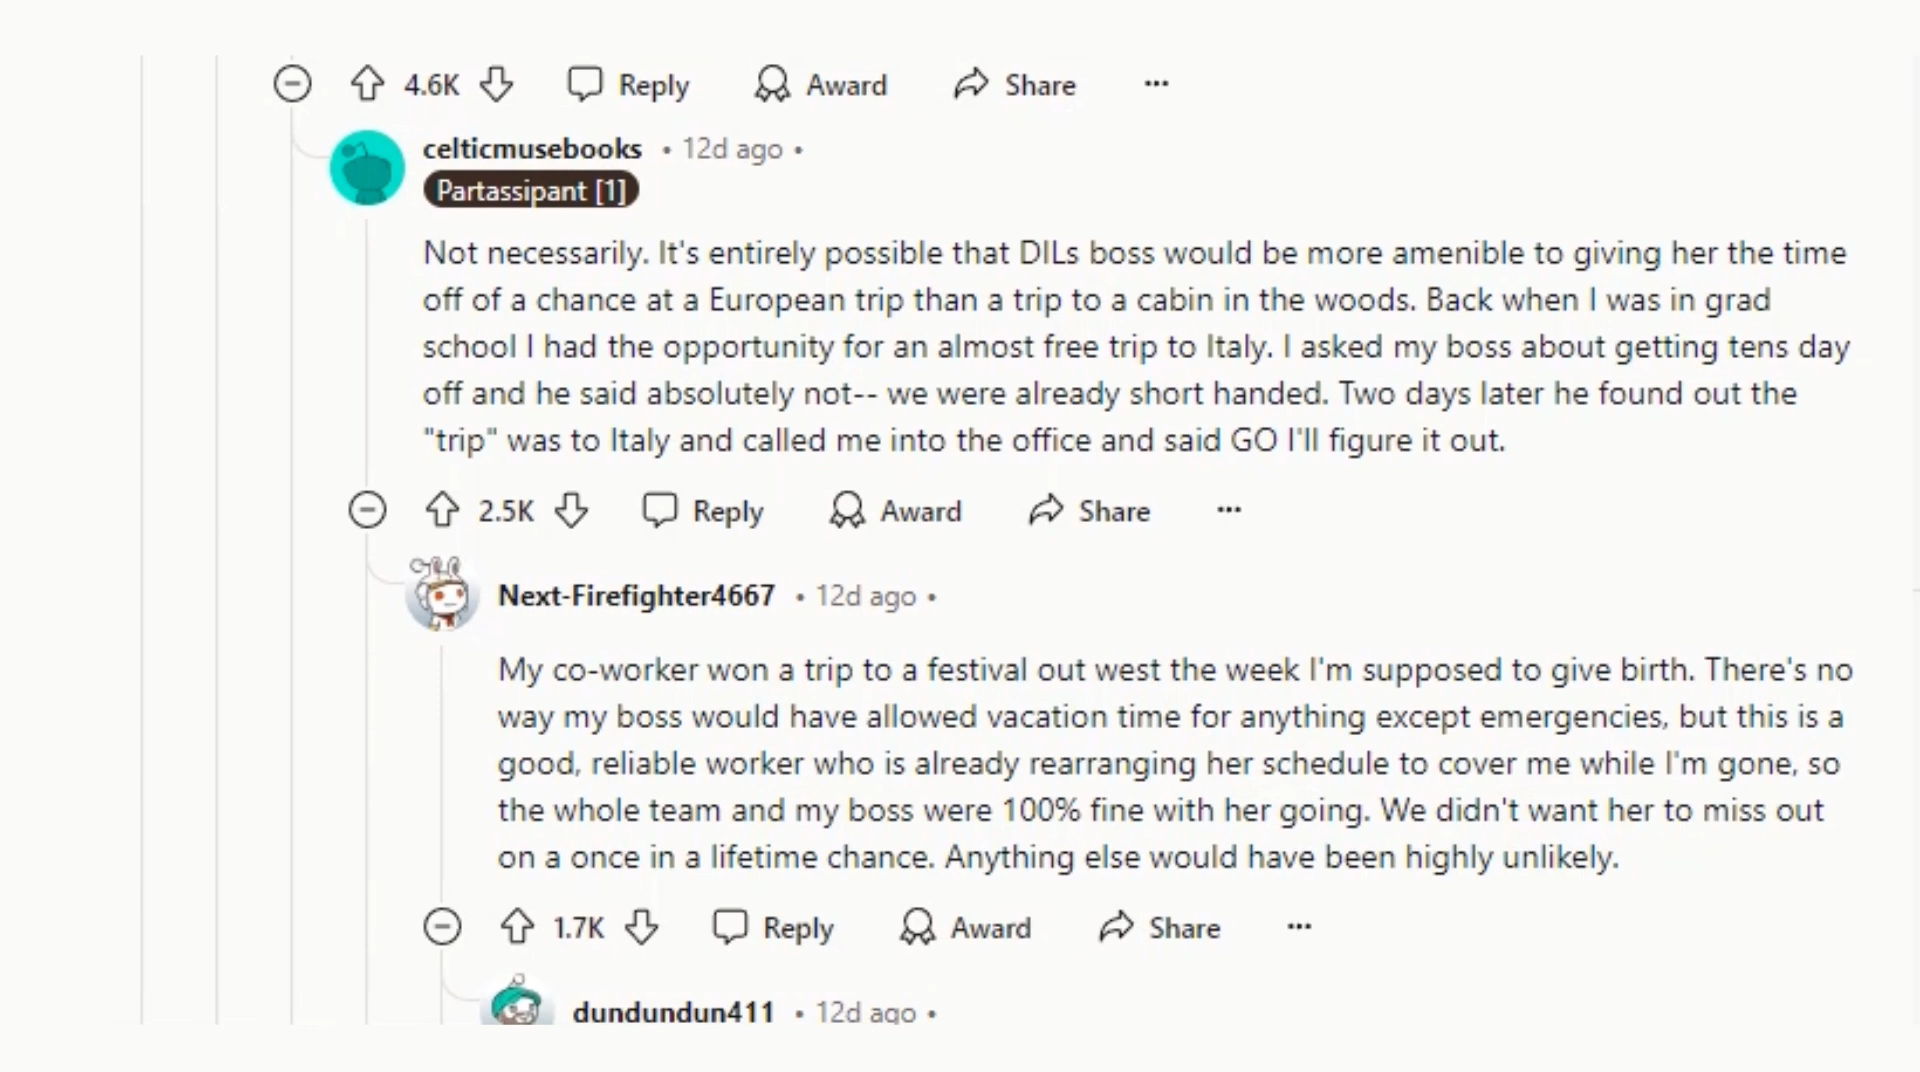 4.6K Reply Award Share ...
celticmusebooks • 12d ago •
Partassipant [1]
Not necessarily. It's entirely possible that DILs boss would be more amenible to giving her the time
off of a chance at a European trip than a trip to a cabin in the woods. Back when I was in grad
school I had the opportunity for an almost free trip to Italy. I asked my boss about getting tens day
off and he said absolutely not-- we were already short handed. Two days later he found out the
"trip" was to Italy and called me into the office and said GO I'll figure it out.
2.5K Reply Award Share ...
Next-Firefighter4667 • 12d ago •
My co-worker won a trip to a festival out west the week I'm supposed to give birth. There's no
way my boss would have allowed vacation time for anything except emergencies, but this is a
good, reliable worker who is already rearranging her schedule to cover me while I'm gone, so
the whole team and my boss were 100% fine with her going. We didn't want her to miss out
on a once in a lifetime chance. Anything else would have been highly unlikely.
1.7K Reply Award Share ...
dundundun411 • 12d ago •